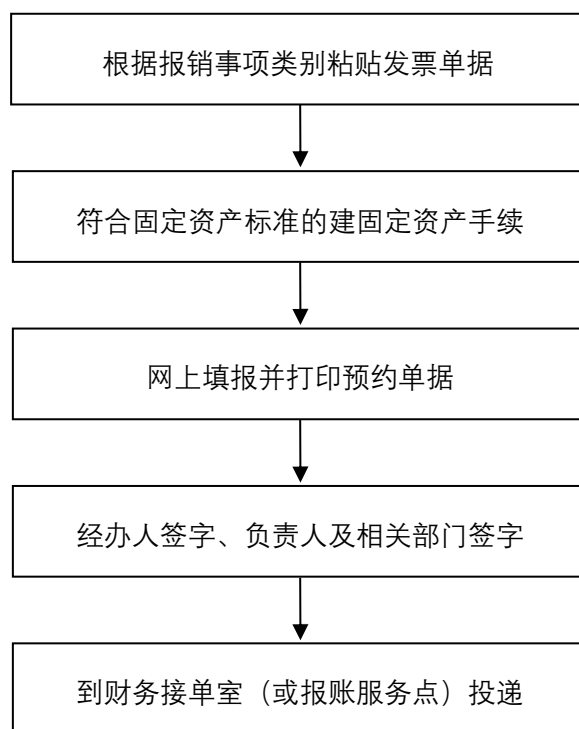 根据报销事项类别粘贴发票单据
符合固定资产标准的建固定资产手续
网上填报并打印预约单据
经办人签字、负责人及相关部门签字
到财务接单室（或报账服务点）投递